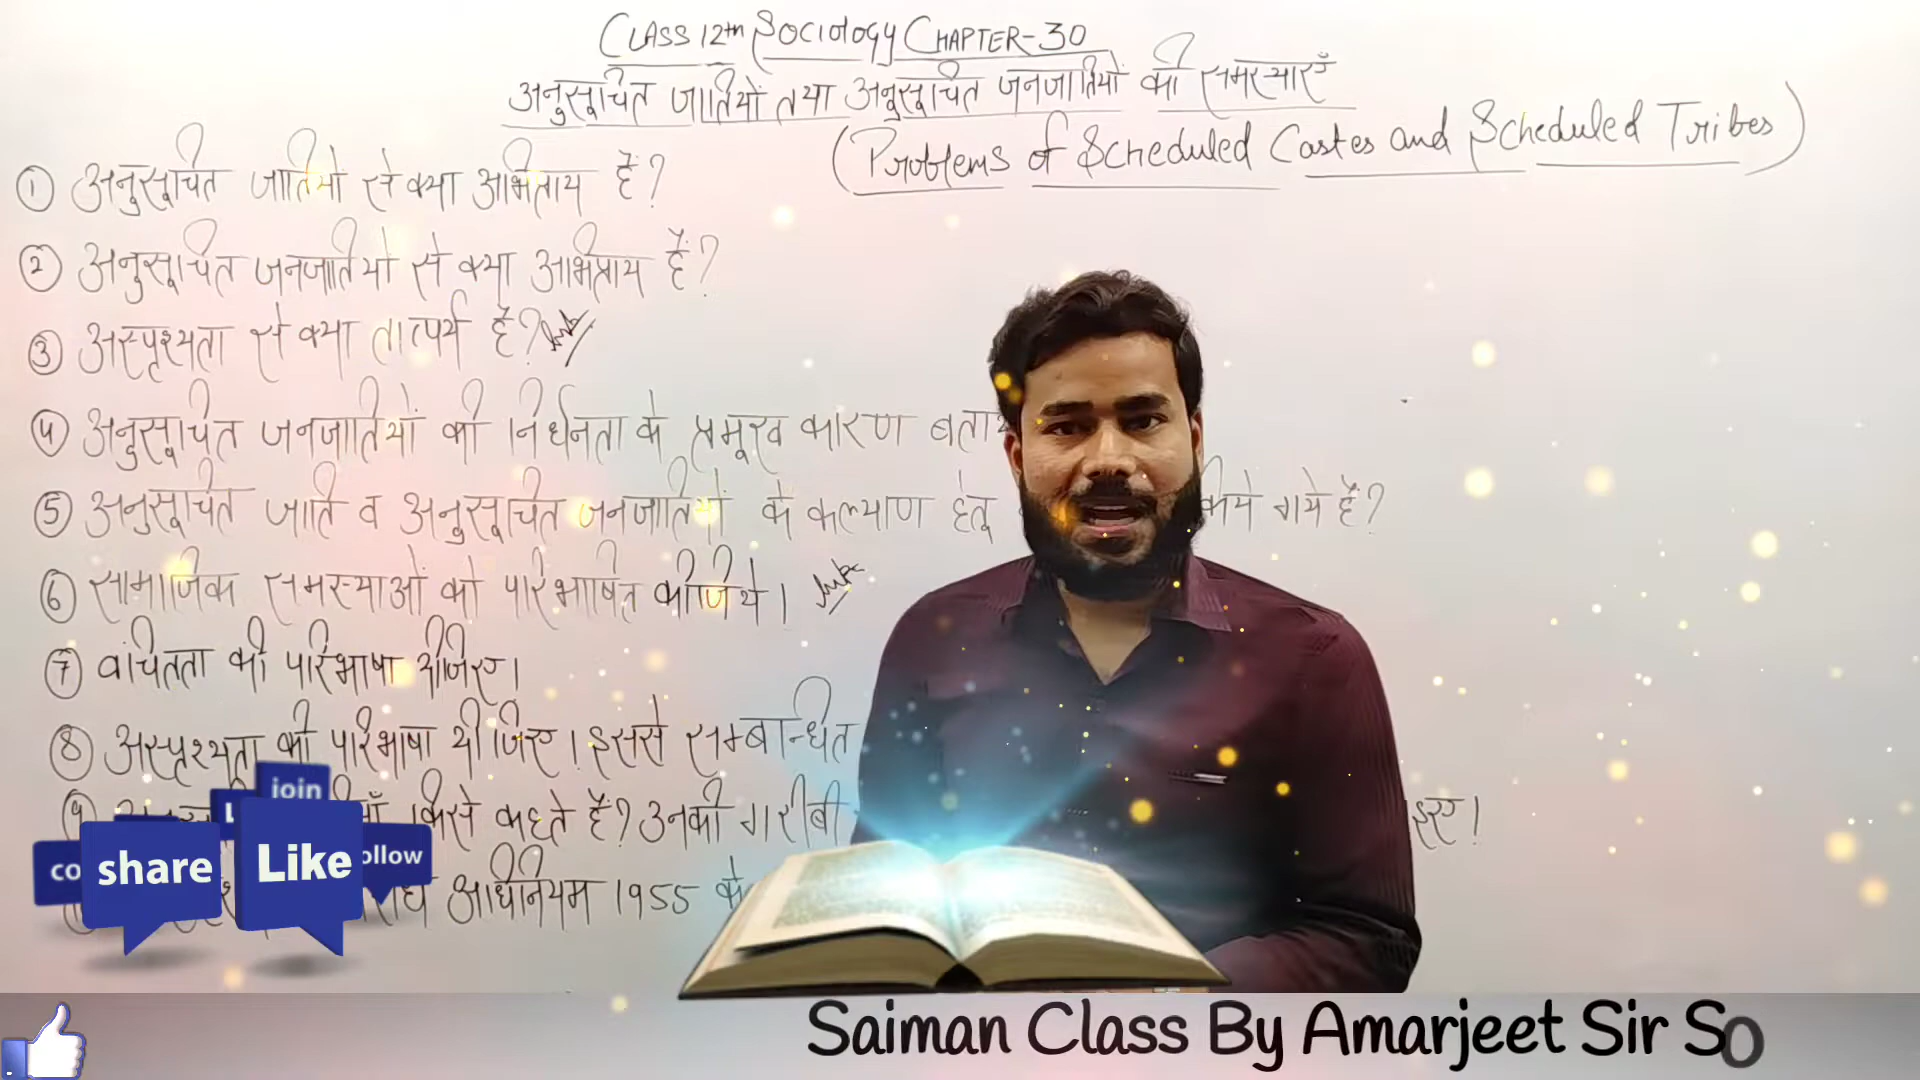 CLASS 12th Sociology CHAPTER-30
अनुसूचित जातियों तथा अनुसूचित जनजातियों की समस्याएँ
(Problems of Scheduled Castes and Scheduled Tribes)
① अनुसूचित जातियो से क्या अभिप्राय है?
② अनुसूचित जनजातियो से क्या अभिप्राय है?
③ अस्पृश्यता से क्या तात्पर्य है?
④ अनुसूचित जनजातियों की निर्धनता के प्रमुख कारण
⑤ अनुसूचित जाति व अनुसूचित जनजातियों के कल्याण हेतू किये गये है?
⑥ सामाजिक समस्याओं को परिभाषित कीजिये।
⑦ वंचितता की परिभाषा दीजिए।
⑧ अस्पृश्यता की परिभाषा दीजिए। इससे सम्बन्धित
किसे कहते है? उनकी गरीबी
अधिनियम 1955 के
join
co
share
Like
ollow
Saiman Class By Amarjeet Sir So